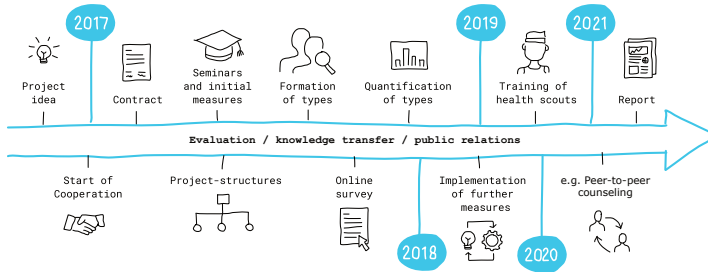 2017
2019
2021
Project
idea
Contract
Seminars
and initial
measures
Formation
of types
Quantification
of types
Training of
health scouts
Report
Evaluation / knowledge transfer / public relations
Start of
Cooperation
Project-structures
Online
survey
Implementation
of further
measures
e.g. Peer-to-peer
counseling
2018
2020